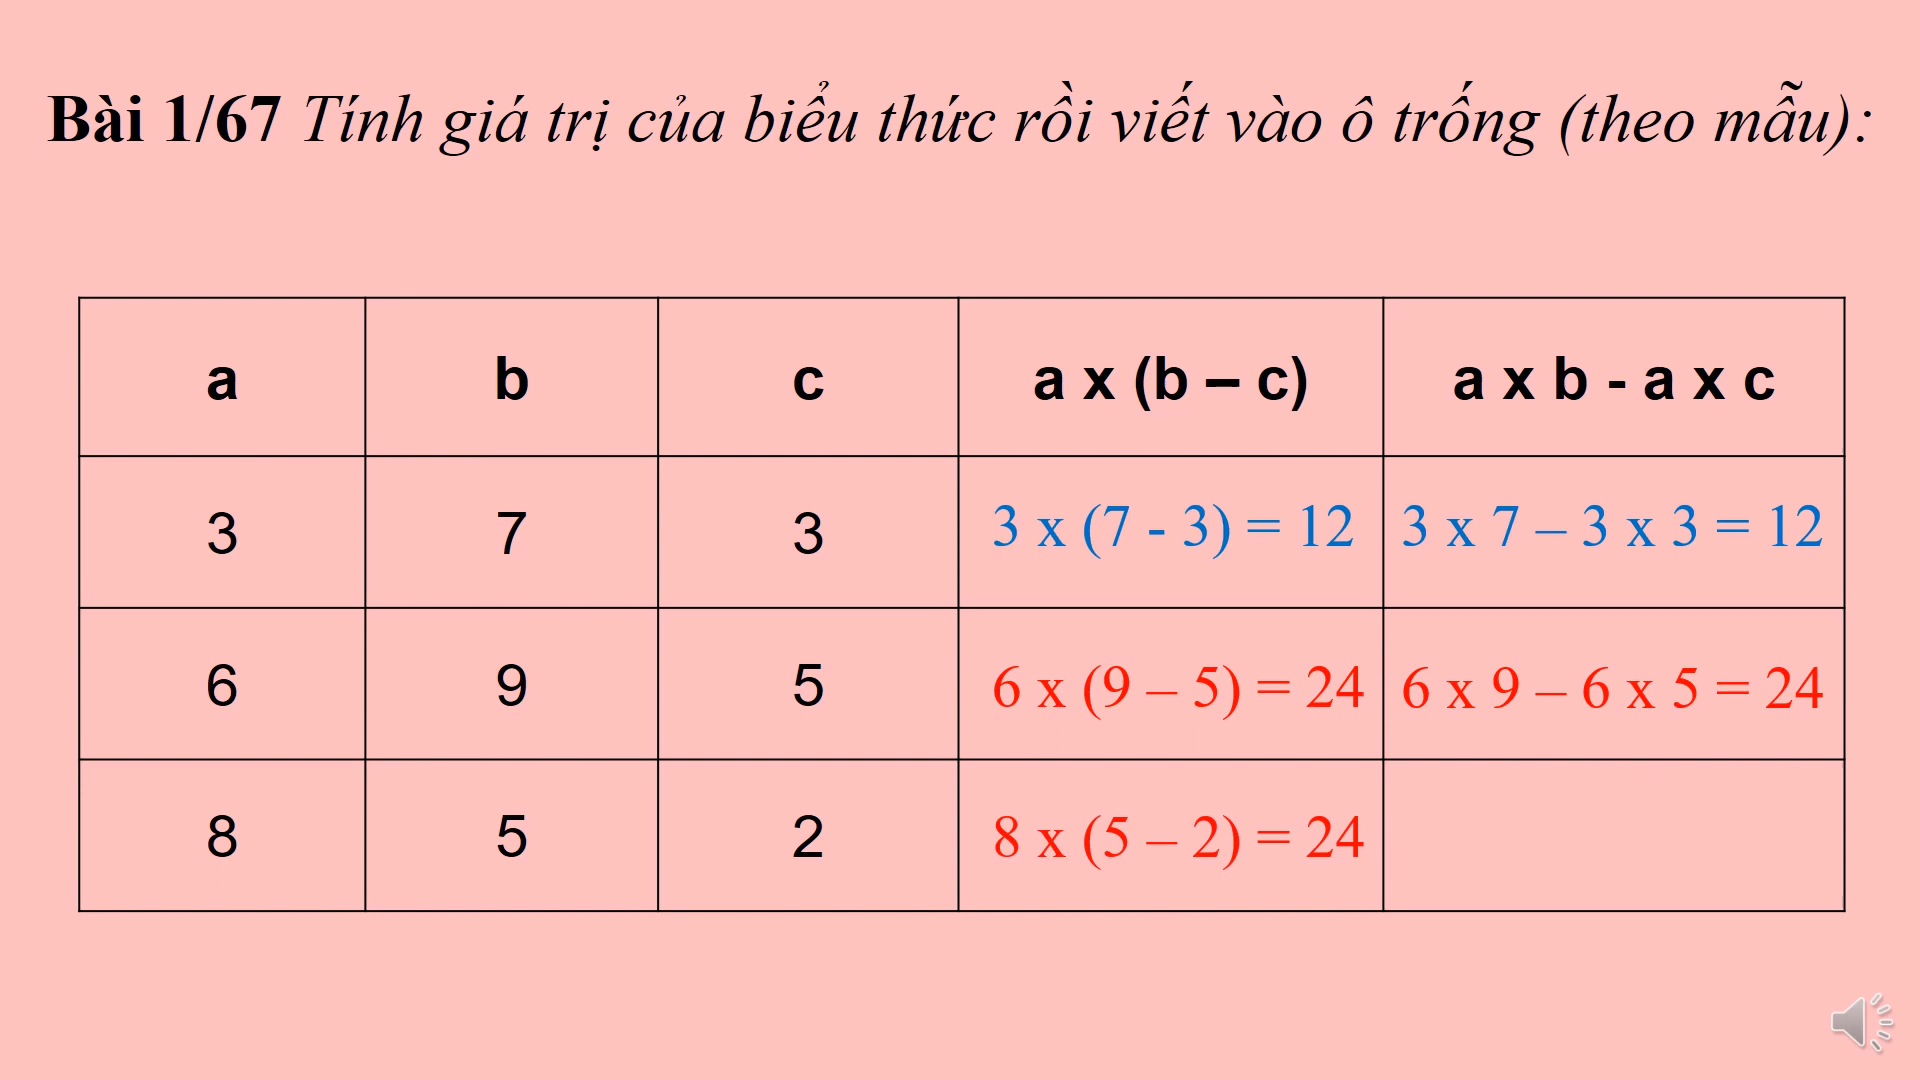 Bài 1/67 Tính giá trị của biểu thức rồi viết vào ô trống (theo mẫu):
a b c a x (b – c) a x b - a x c
3 7 3 3 x (7 - 3) = 12 3 x 7 – 3 x 3 = 12
6 9 5 6 x (9 – 5) = 24 6 x 9 – 6 x 5 = 24
8 5 2 8 x (5 – 2) = 24